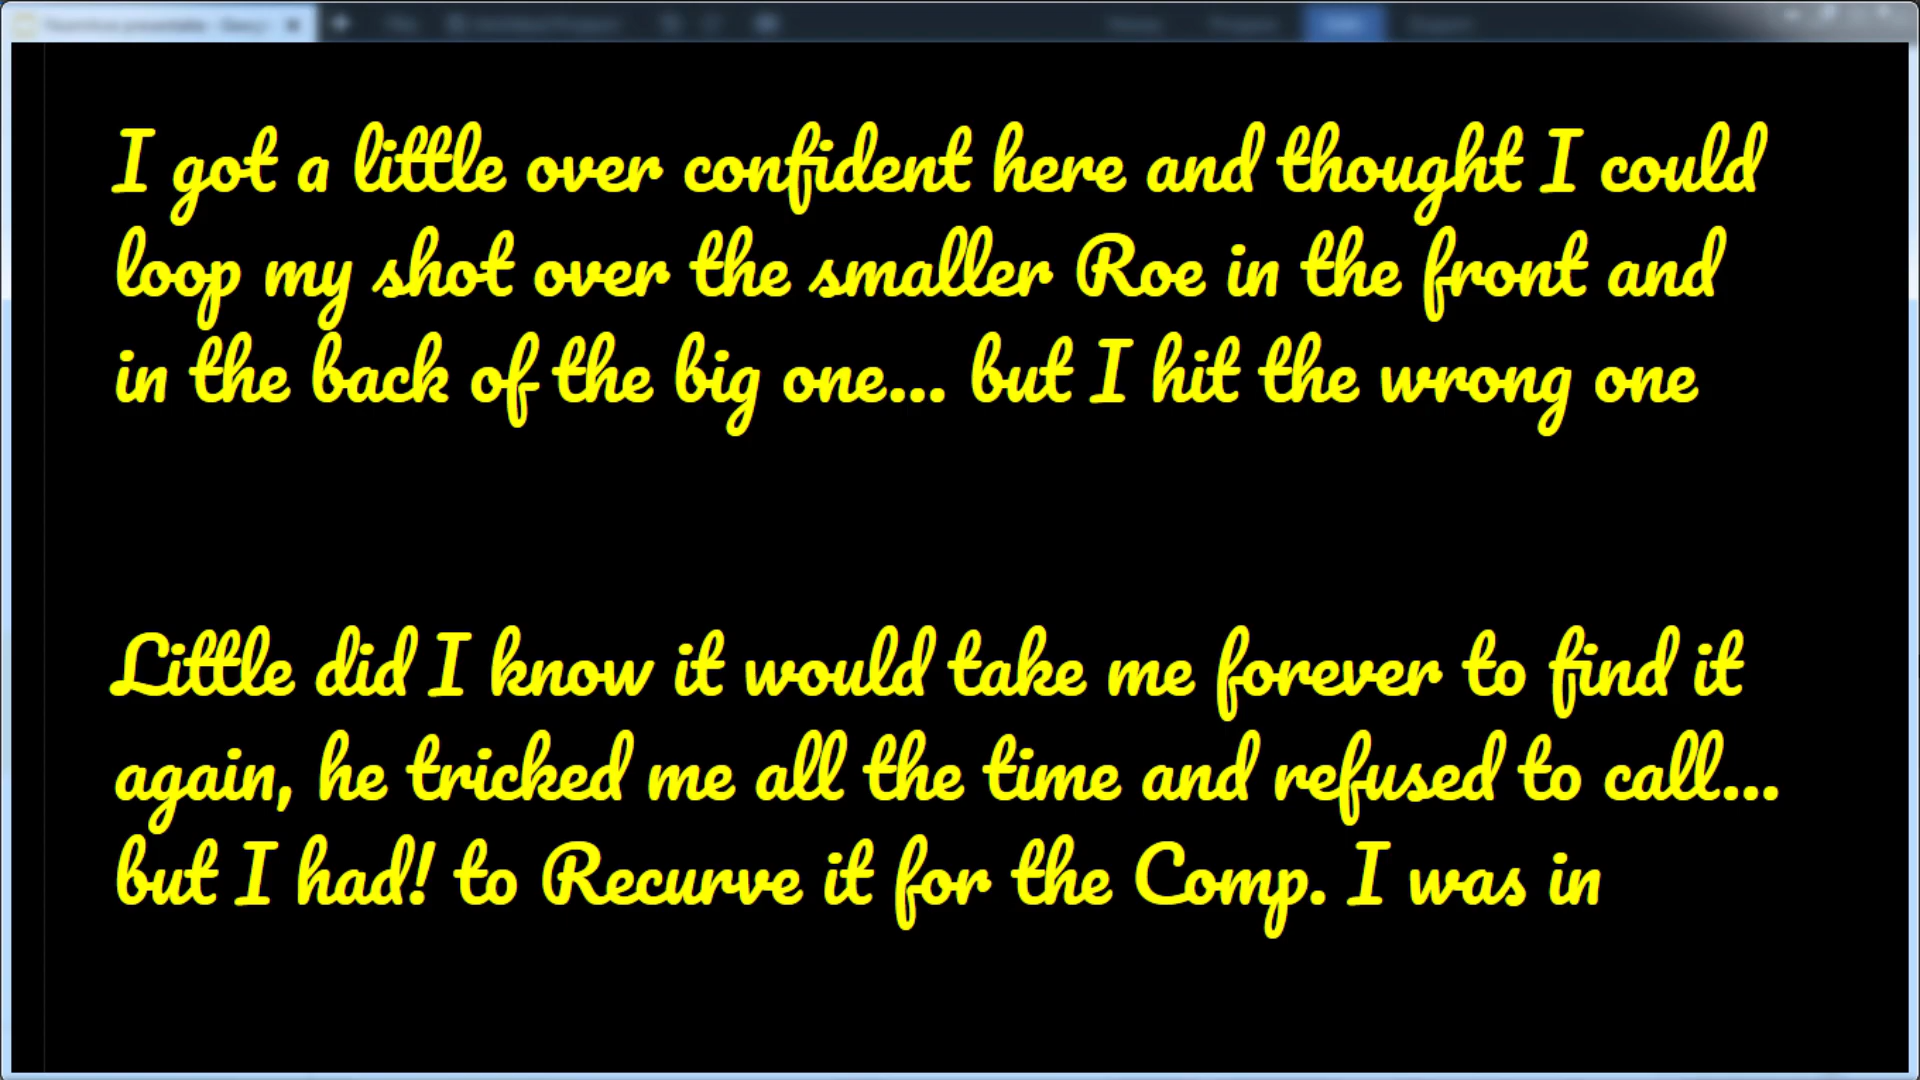 I got a little over confident here and thought I could
loop my shot over the smaller Roe in the front and
in the back of the big one... but I hit the wrong one
Little did I know it would take me forever to find it
again, he tricked me all the time and refused to call...
but I had! to Recurve it for the Comp. I was in